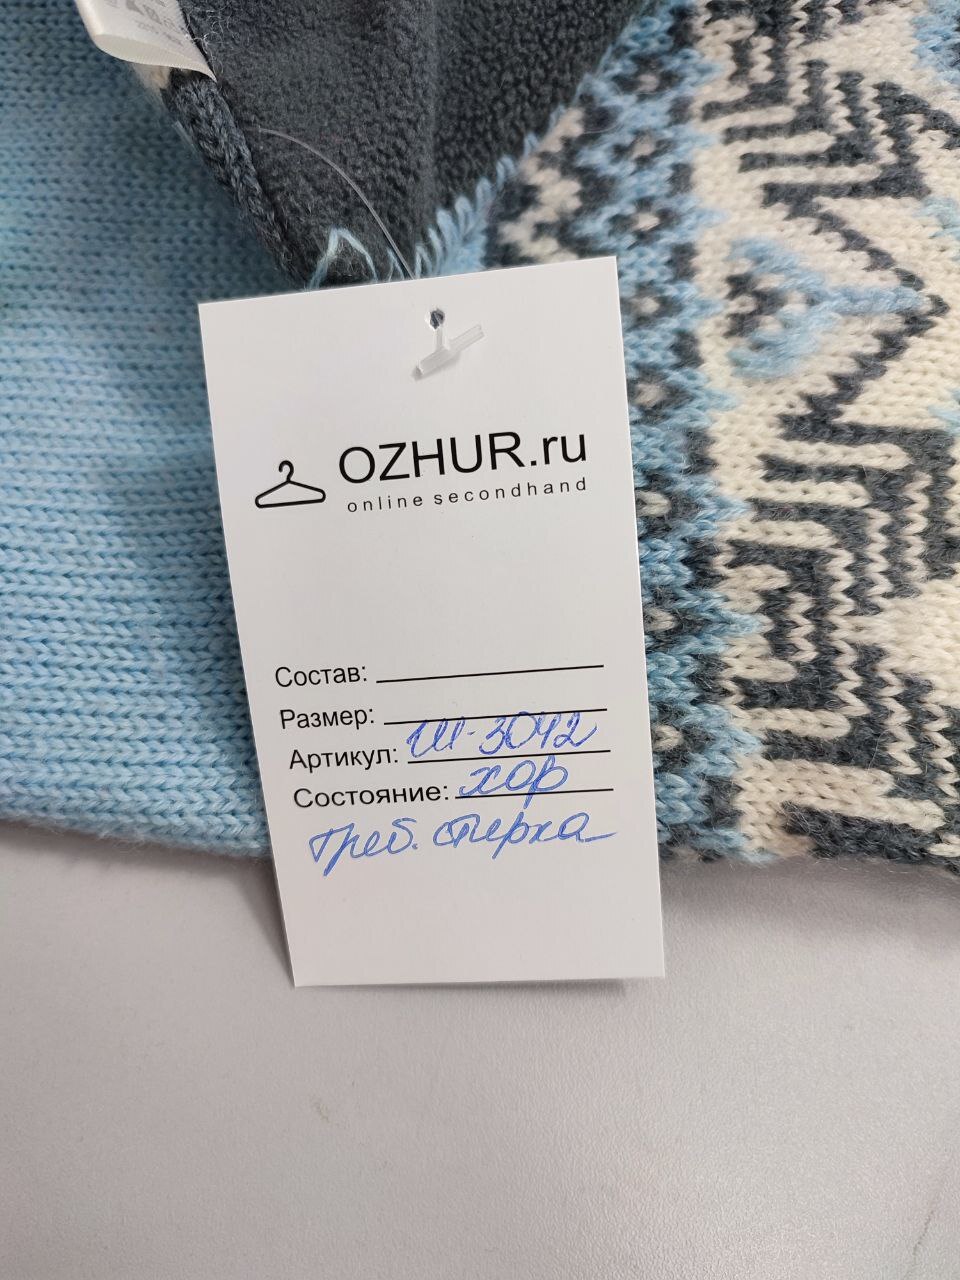 OZHUR.ru
online secondhand
Состав:
Размер:
Артикул: Ш-3042
Состояние: хор
треб. стирка